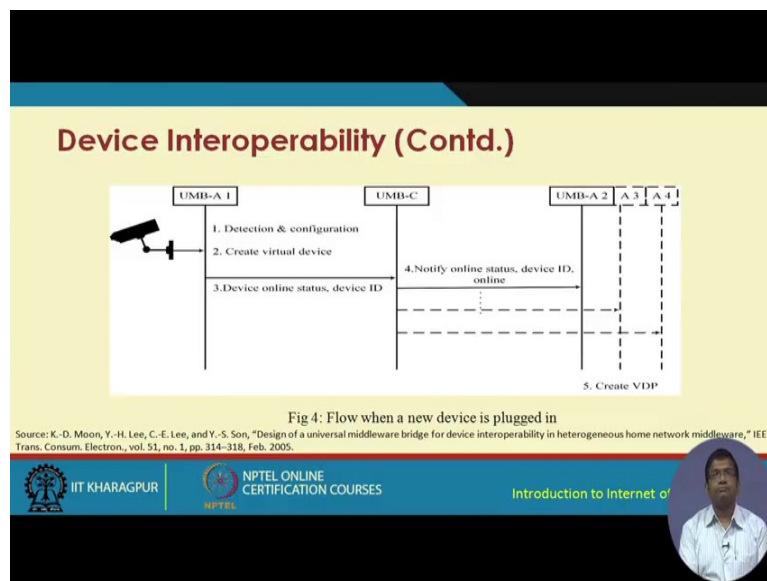 Device Interoperability (Contd.)
UMB-A 1
UMB-C
UMB-A 2
A 3
A 4
1. Detection & configuration
2. Create virtual device
3.Device online status, device ID
4.Notify online status, device ID,
online
5. Create VDP
Fig 4: Flow when a new device is plugged in
Source: K.-D. Moon, Y.-H. Lee, C.-E. Lee, and Y.-S. Son, "Design of a universal middleware bridge for device interoperability in heterogeneous home network middleware," IEE
Trans. Consum. Electron., vol. 51, no. 1, pp. 314–318, Feb. 2005.
IIT KHARAGPUR
NPTEL
NPTEL ONLINE
CERTIFICATION COURSES
Introduction to Internet of